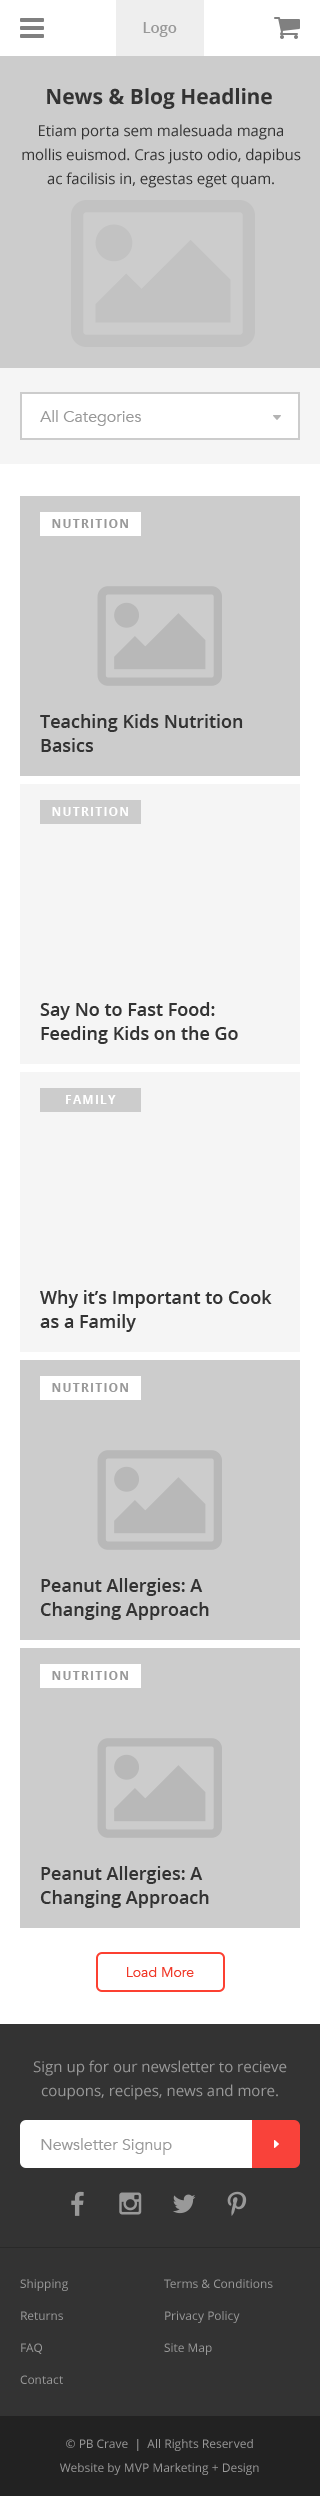 Logo
News & Blog Headline
Etiam porta sem malesuada magna
mollis euismod. Cras justo odio, dapibus
ac facilisis in, egestas eget quam.
All Categories
NUTRITION
Teaching Kids Nutrition
Basics
NUTRITION
Say No to Fast Food:
Feeding Kids on the Go
FAMILY
Why it’s Important to Cook
as a Family
NUTRITION
Peanut Allergies: A
Changing Approach
NUTRITION
Peanut Allergies: A
Changing Approach
Load More
Sign up for our newsletter to recieve
coupons, recipes, news and more.
Newsletter Signup
Shipping Terms & Conditions
Returns Privacy Policy
FAQ Site Map
Contact
© PB Crave | All Rights Reserved
Website by MVP Marketing + Design